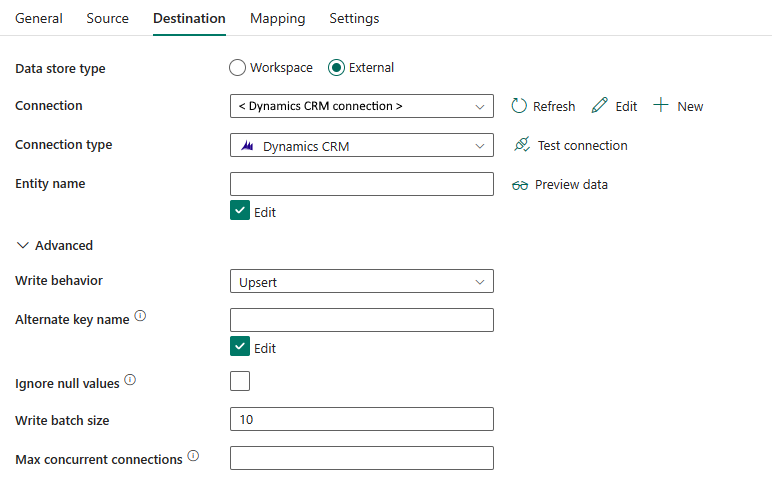 General Source Destination Mapping Settings
Data store type Workspace External
Connection < Dynamics CRM connection > Refresh Edit New
Connection type Dynamics CRM Test connection
Entity name Preview data
Edit
Advanced
Write behavior Upsert
Alternate key name
Edit
Ignore null values
Write batch size 10
Max concurrent connections